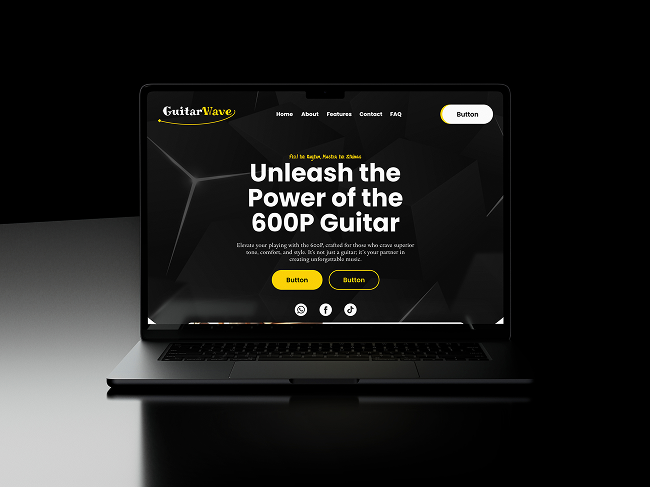 GuitarWave
Home About Features Contact FAQ
Button
Feel the Rhythm, Master the Strings
Unleash the
Power of the
600P Guitar
Elevate your playing with the 600P, crafted for those who crave superior
tone, comfort, and style. It's not just a guitar; it's your partner in
creating unforgettable music.
Button Button